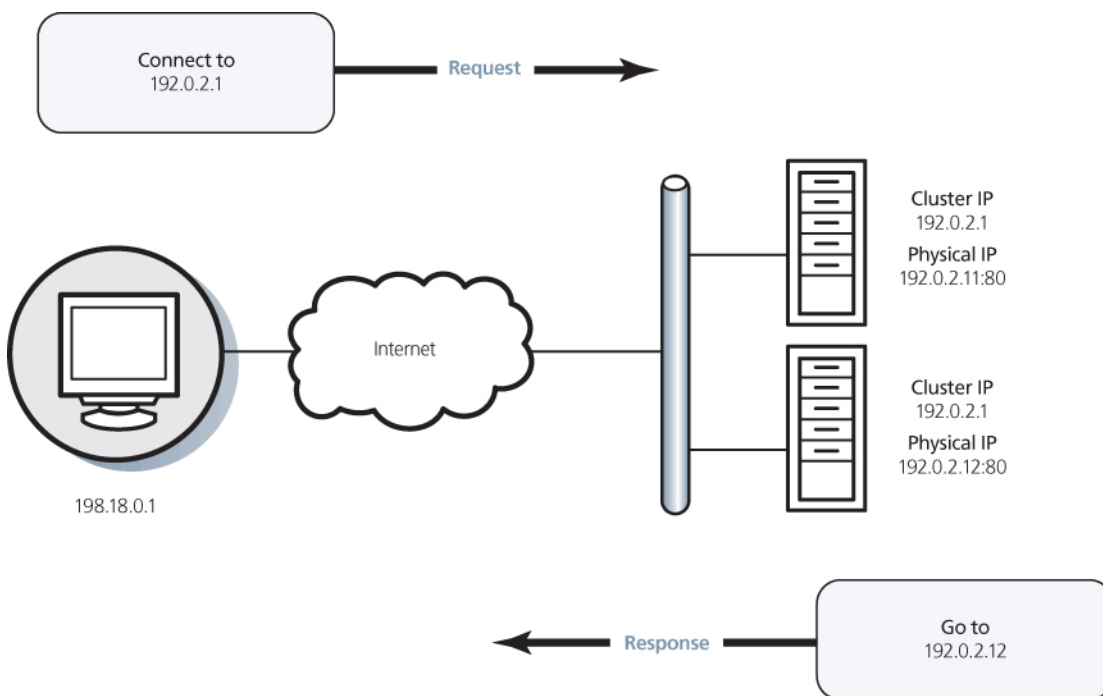 Connect to
192.0.2.1
Request
Cluster IP
192.0.2.1
Physical IP
192.0.2.11:80
Internet
Cluster IP
192.0.2.1
Physical IP
192.0.2.12:80
198.18.0.1
Response
Go to
192.0.2.12